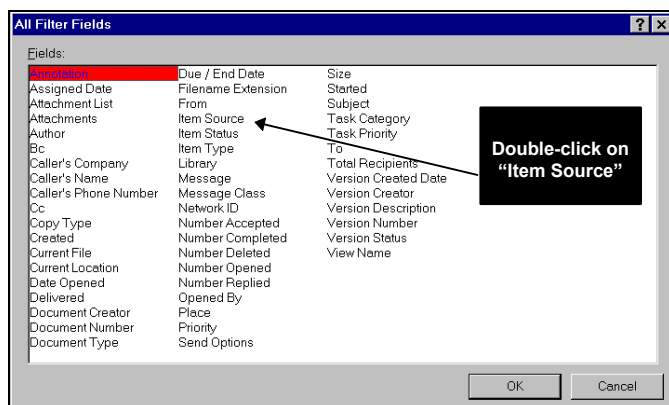 All Filter Fields
Fields:
Annotation
Assigned Date
Attachment List
Attachments
Author
Bc
Caller's Company
Caller's Name
Caller's Phone Number
Cc
Copy Type
Created
Current File
Current Location
Date Opened
Delivered
Document Creator
Document Number
Document Type
Due / End Date
Filename Extension
From
Item Source
Item Status
Item Type
Library
Message
Message Class
Network ID
Number Accepted
Number Completed
Number Deleted
Number Opened
Number Replied
Opened By
Place
Priority
Send Options
Size
Started
Subject
Task Category
Task Priority
To
Total Recipients
Version Created Date
Version Creator
Version Description
Version Number
Version Status
View Name
Double-click on
“Item Source”
OK
Cancel